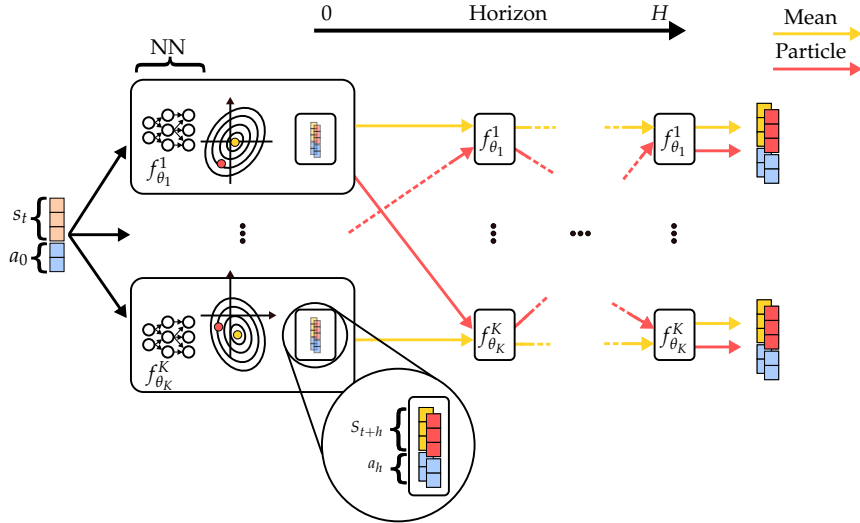 0 Horizon H
Mean
Particle
NN
f^1_{θ_1}
f^1_{θ_1}
f^1_{θ_1}
s_t
a_0
f^K_{θ_K}
f^K_{θ_K}
f^K_{θ_K}
s_{t+h}
a_h